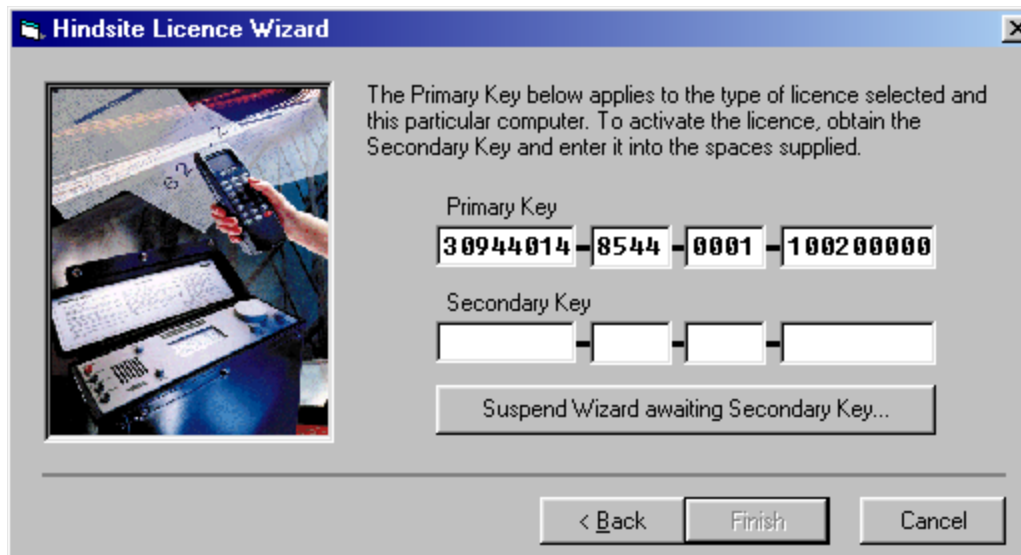 Hindsite Licence Wizard
The Primary Key below applies to the type of licence selected and
this particular computer. To activate the licence, obtain the
Secondary Key and enter it into the spaces supplied.
Primary Key
30944014-8544-0001-100200000
Secondary Key
Suspend Wizard awaiting Secondary Key...
< Back Finish Cancel